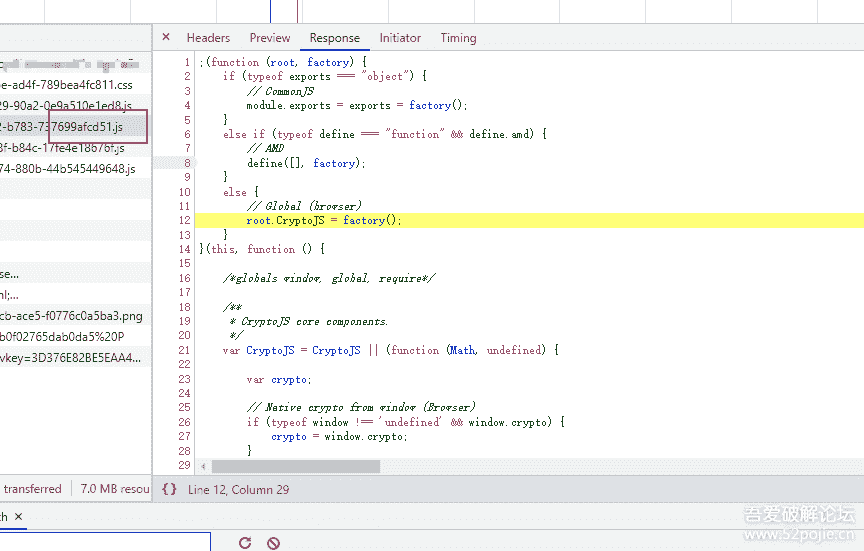 ✕ Headers Preview Response Initiator Timing
e-ad4f-789bea4fc811.css
29-90a2-0e9a510e1ed8.js
2-b783-737699afcd51.js
3f-b84c-17fe4e18b7bf.js
74-880b-44b545449648.js
se...
nl;...
cb-ace5-f0776c0a5ba3.png
b0f02765dab0da5%20P
vkey=3D376E82BE5EAA4...
1 ;(function (root, factory) {
2 if (typeof exports === "object") {
3 // CommonJS
4 module.exports = exports = factory();
5 }
6 else if (typeof define === "function" && define.amd) {
7 // AMD
8 define([], factory);
9 }
10 else {
11 // Global (browser)
12 root.CryptoJS = factory();
13 }
14 }(this, function () {
15
16 /*globals window, global, require*/
17
18 /**
19 * CryptoJS core components.
20 */
21 var CryptoJS = CryptoJS || (function (Math, undefined) {
22
23 var crypto;
24
25 // Native crypto from window (Browser)
26 if (typeof window !== 'undefined' && window.crypto) {
27 crypto = window.crypto;
28 }
29
transferred 7.0 MB resou
{} Line 12, Column 29
ch ✕
吾爱破解论坛
www.52pojie.cn